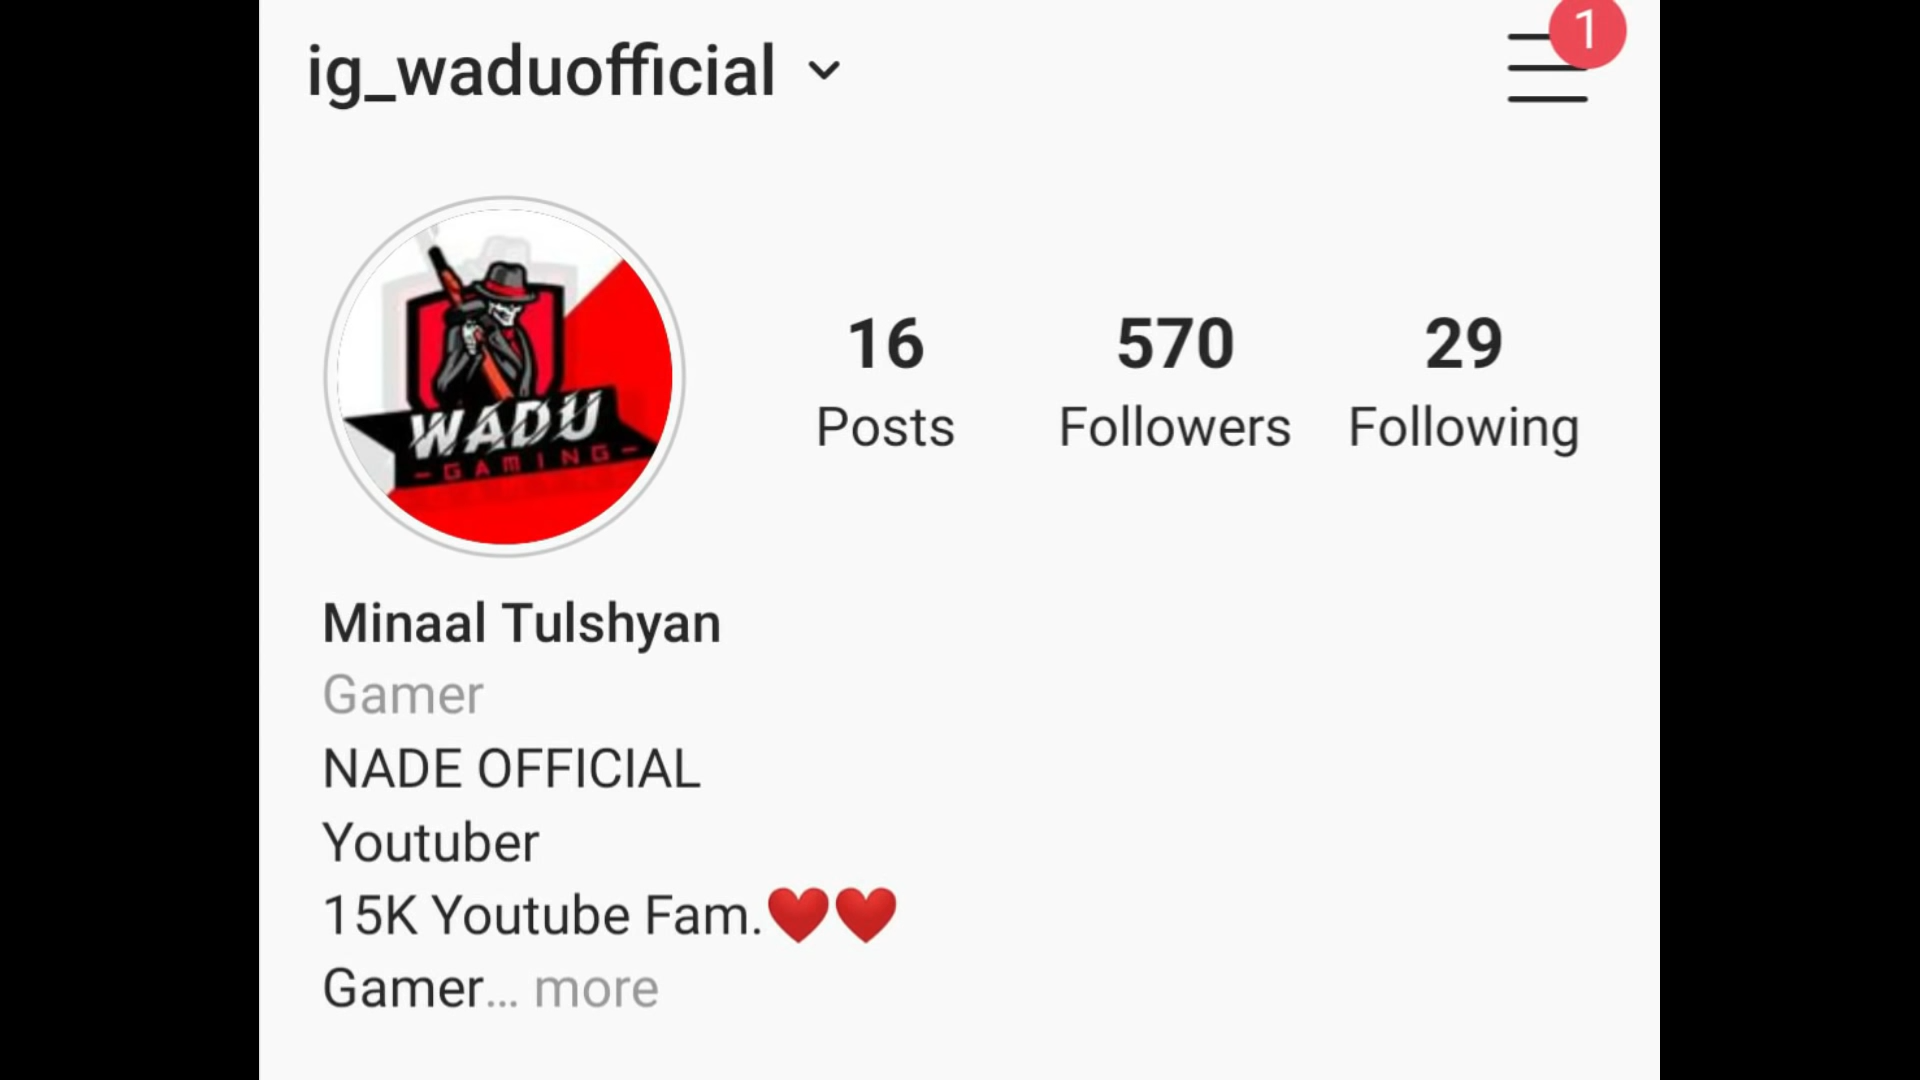 ig_waduofficial
1
WADU
-GAMING-
16
Posts
570
Followers
29
Following
Minaal Tulshyan
Gamer
NADE OFFICIAL
Youtuber
15K Youtube Fam.❤️❤️
Gamer... more